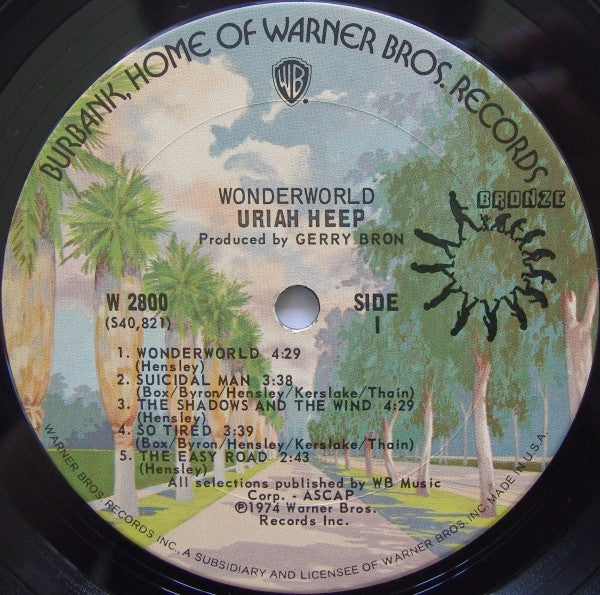 BURBANK, HOME OF WARNER BROS. RECORDS
WB
WONDERWORLD
URIAH HEEP
Produced by GERRY BRON
BRONZE
W 2800
(S40,821)
SIDE
1
1. WONDERWORLD 4:29
(Hensley)
2. SUICIDAL MAN 3:38
(Box/Byron/Hensley/Kerslake/Thain)
3. THE SHADOWS AND THE WIND 4:29
(Hensley)
4. SO TIRED 3:39
(Box/Byron/Hensley/Kerslake/Thain)
5. THE EASY ROAD 2:43
(Hensley)
All selections published by WB Music
Corp. - ASCAP
℗1974 Warner Bros.
Records Inc.
WARNER BROS. RECORDS INC., A SUBSIDIARY AND LICENSEE OF WARNER BROS. INC. MADE IN U.S.A.